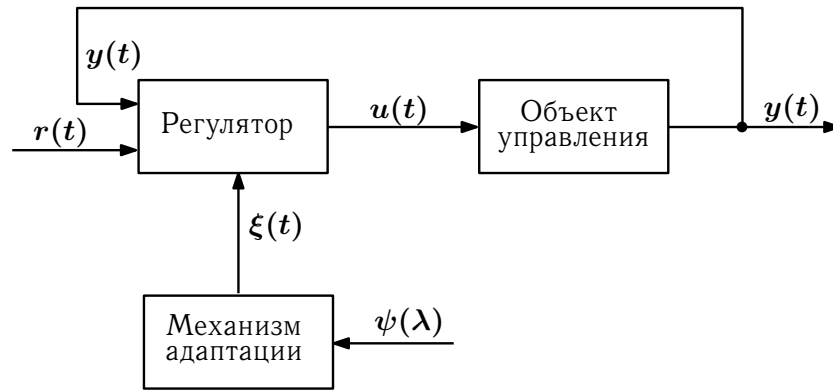 y(t)
Регулятор
r(t)
u(t)
Объект
управления
y(t)
ξ(t)
Механизм
адаптации
ψ(λ)